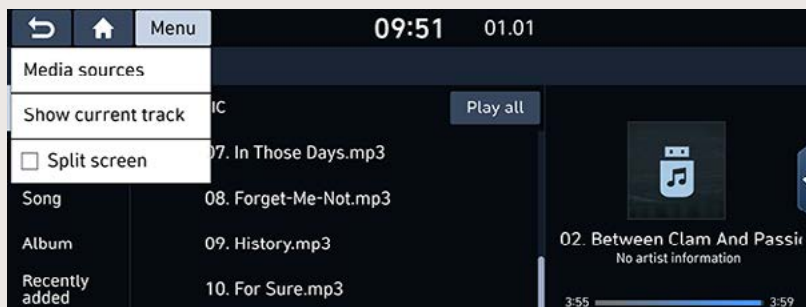 Menu
09:51
01.01
Media sources
Show current track
Split screen
IC
Play all
07. In Those Days.mp3
Song
08. Forget-Me-Not.mp3
Album
09. History.mp3
Recently
added
10. For Sure.mp3
02. Between Clam And Passi
No artist information
3:55
3:59